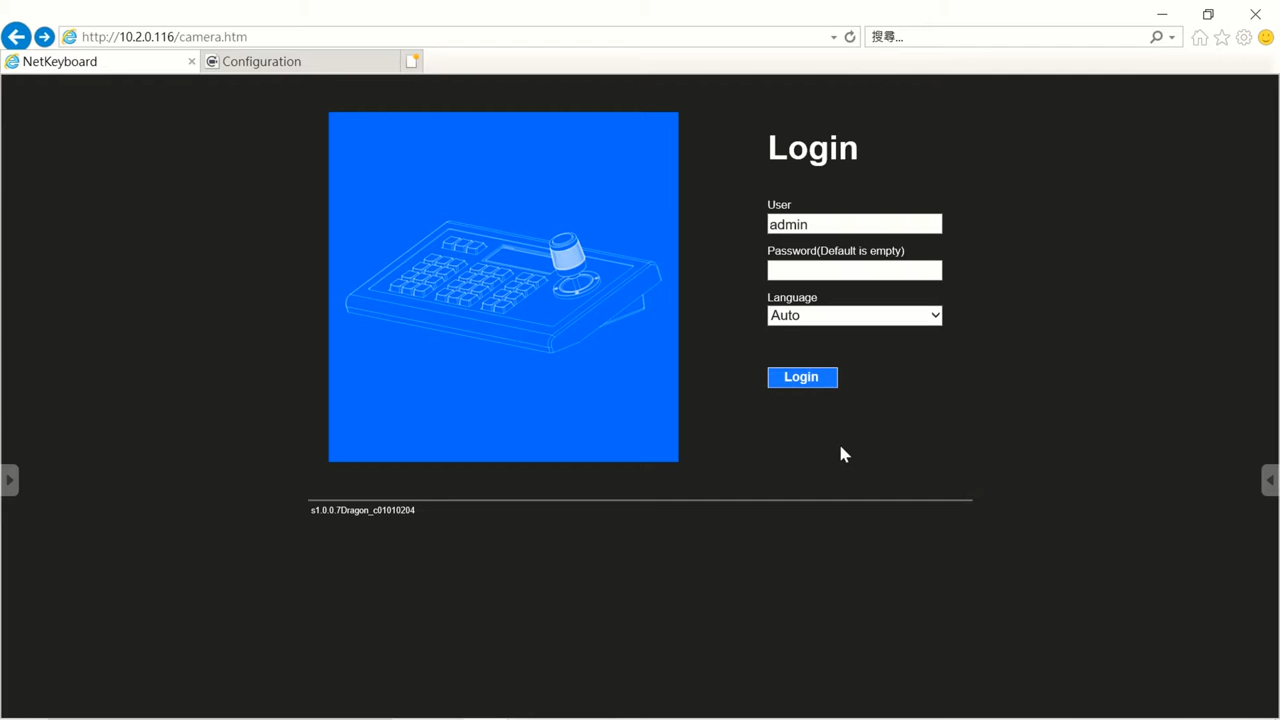 http://10.2.0.116/camera.htm
搜尋...
NetKeyboard
Configuration
Login
User
admin
Password(Default is empty)
Language
Auto
Login
s1.0.0.7Dragon_c01010204